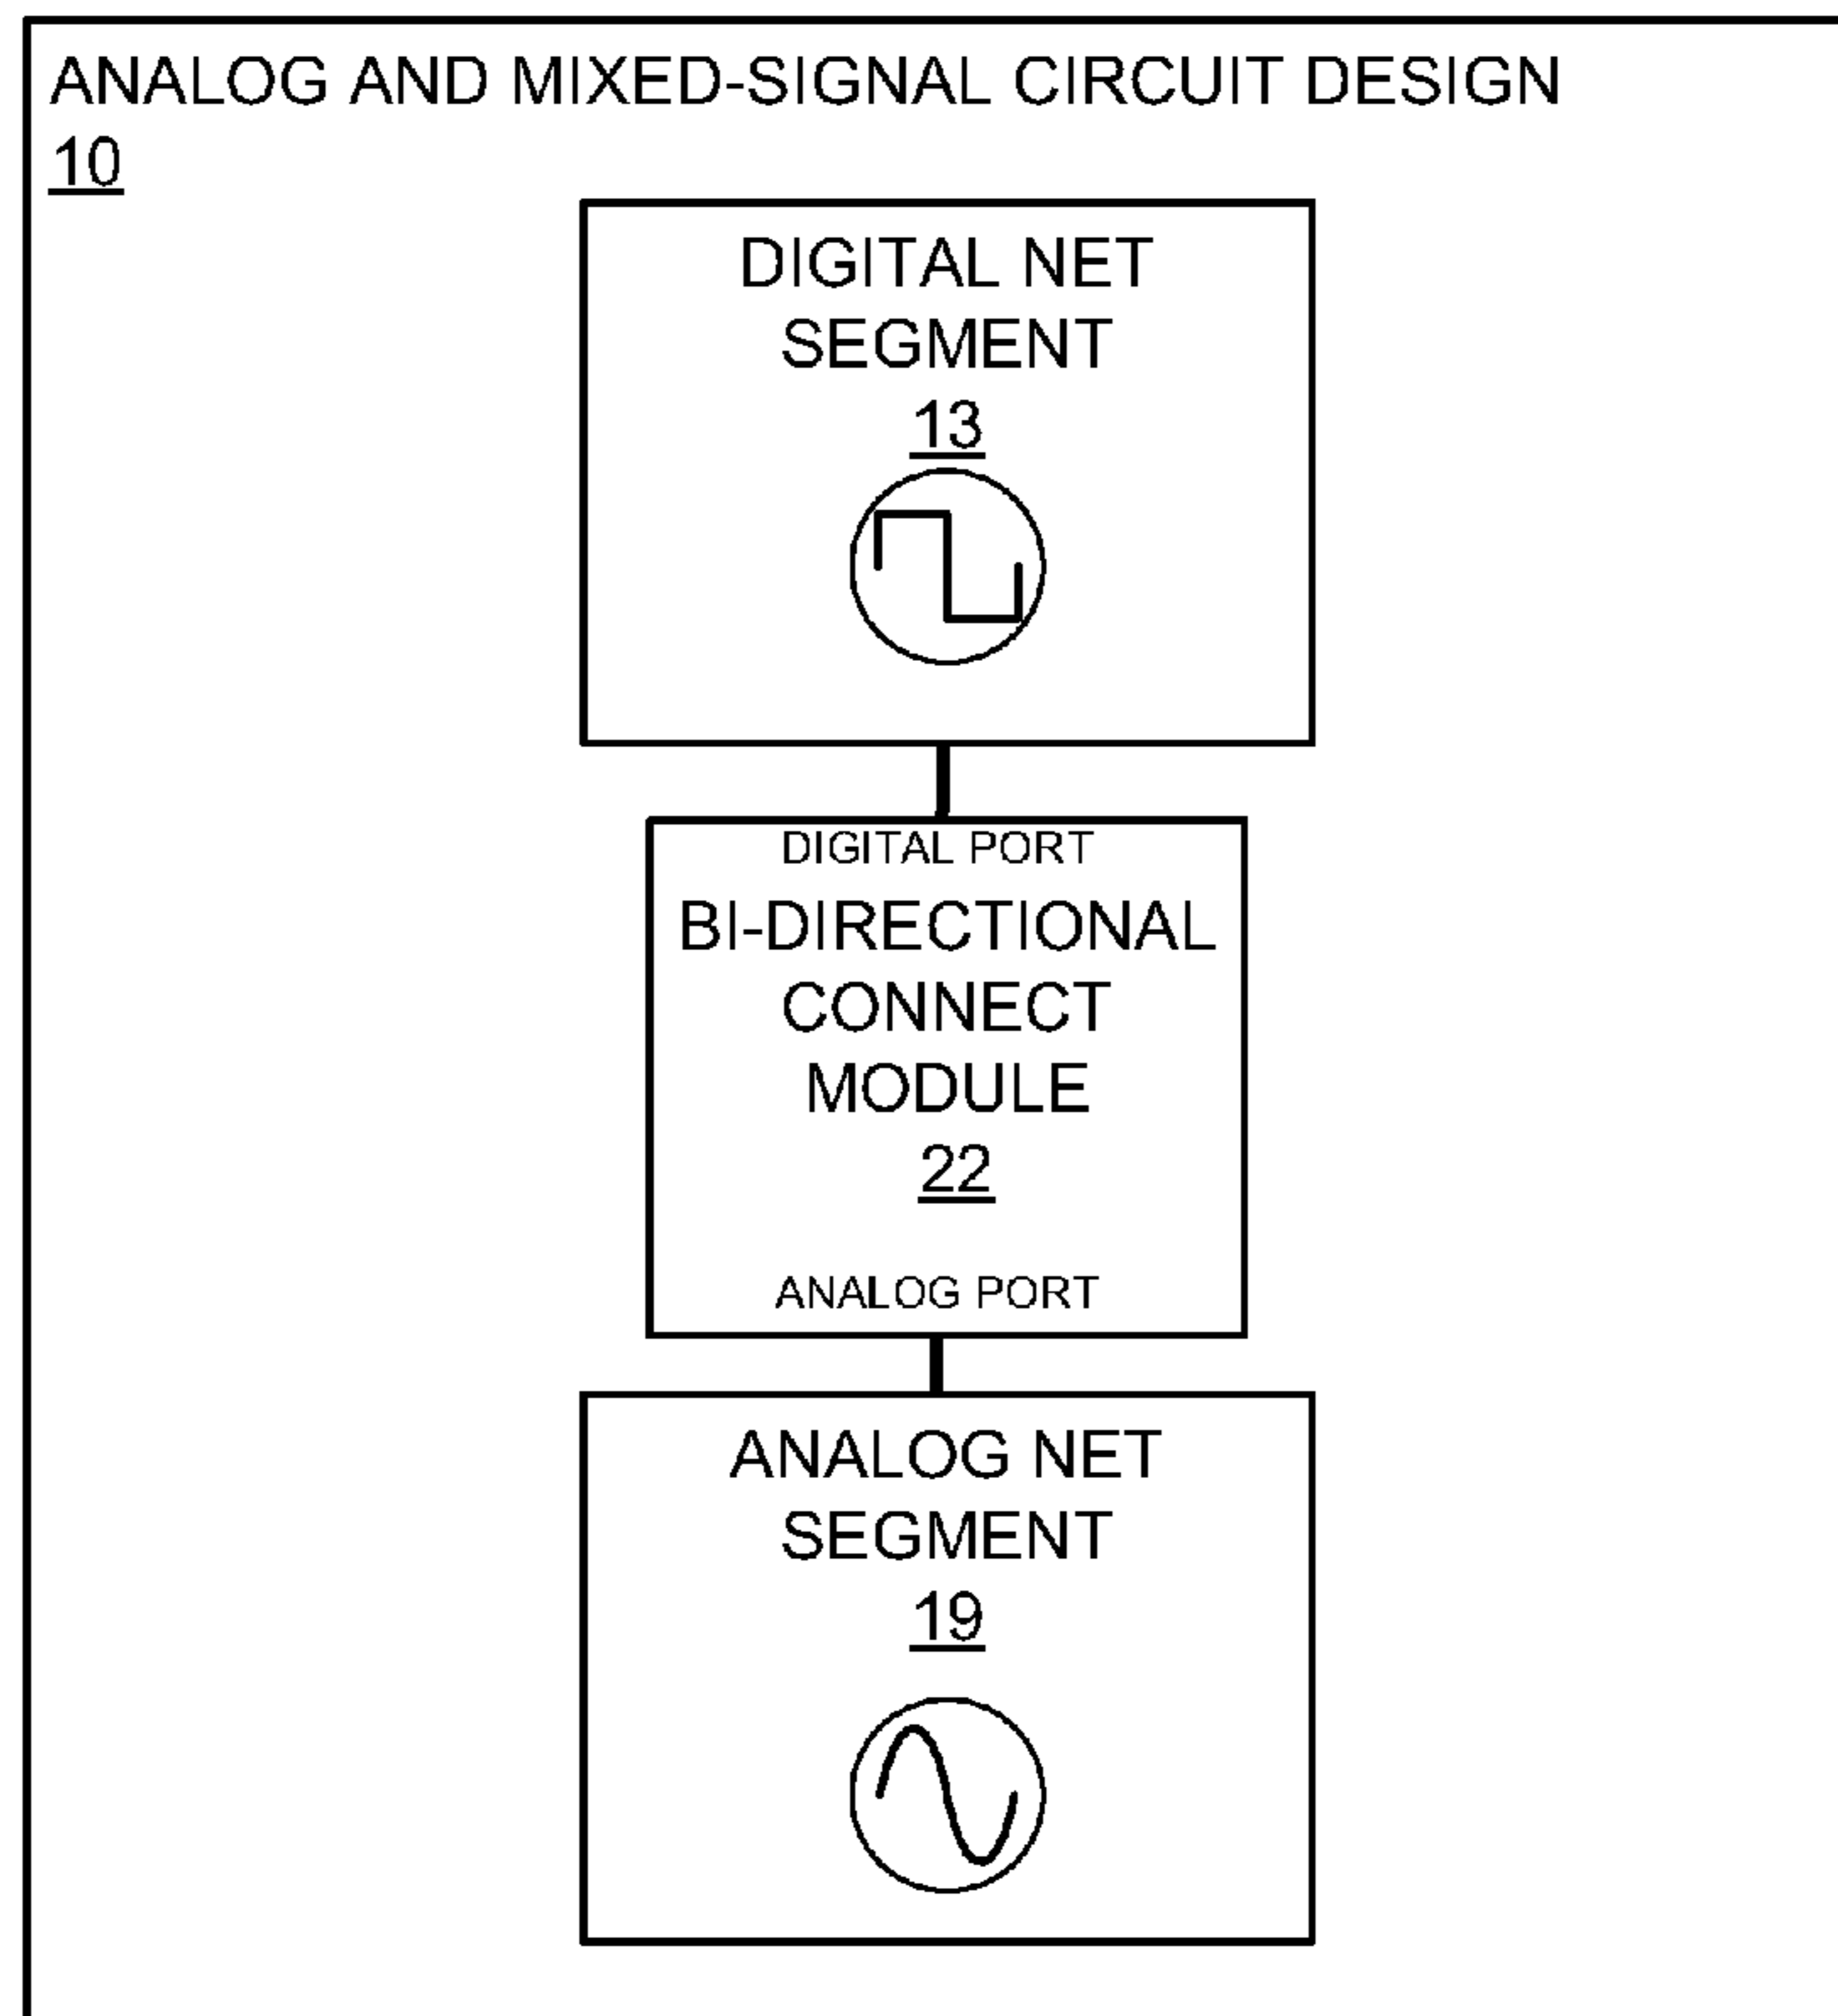 ANALOG AND MIXED-SIGNAL CIRCUIT DESIGN
10
DIGITAL NET
SEGMENT
13
DIGITAL PORT
BI-DIRECTIONAL
CONNECT
MODULE
22
ANALOG PORT
ANALOG NET
SEGMENT
19